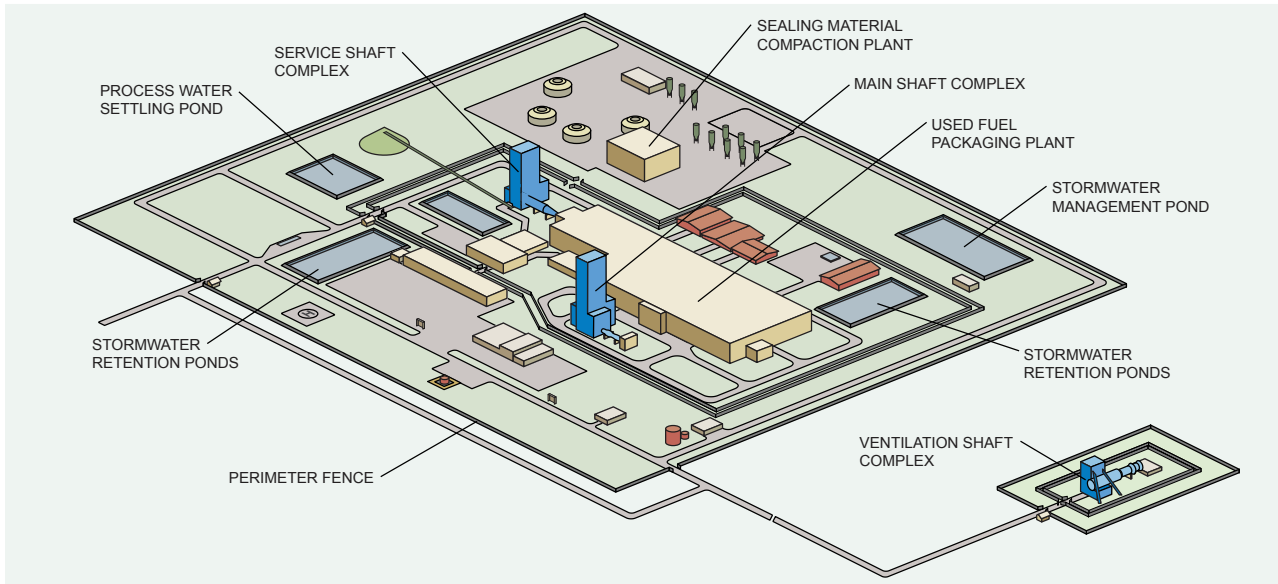 SEALING MATERIAL
COMPACTION PLANT
SERVICE SHAFT
COMPLEX
MAIN SHAFT COMPLEX
PROCESS WATER
SETTLING POND
USED FUEL
PACKAGING PLANT
STORMWATER
MANAGEMENT POND
H
STORMWATER
RETENTION PONDS
STORMWATER
RETENTION PONDS
VENTILATION SHAFT
COMPLEX
PERIMETER FENCE